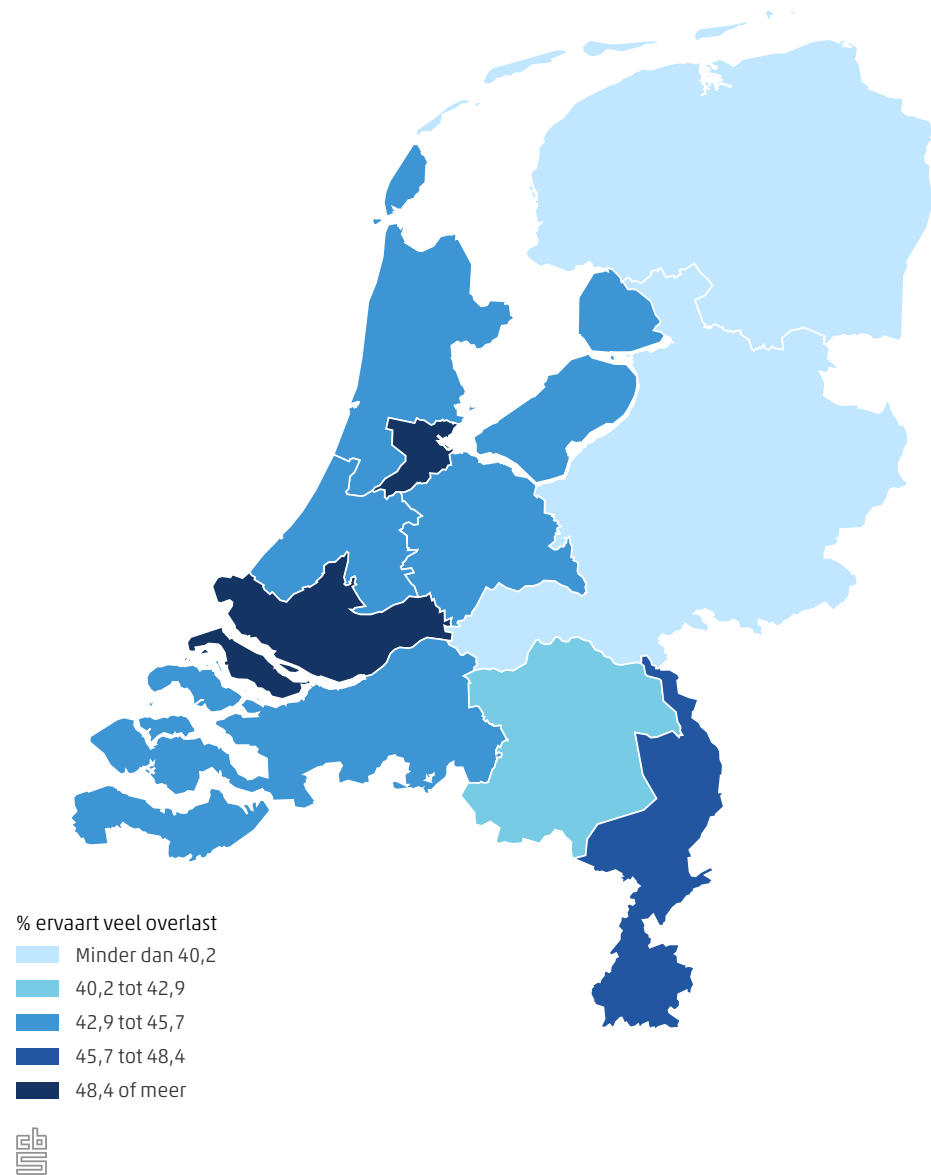 % ervaart veel overlast
Minder dan 40,2
40,2 tot 42,9
42,9 tot 45,7
45,7 tot 48,4
48,4 of meer
cbs